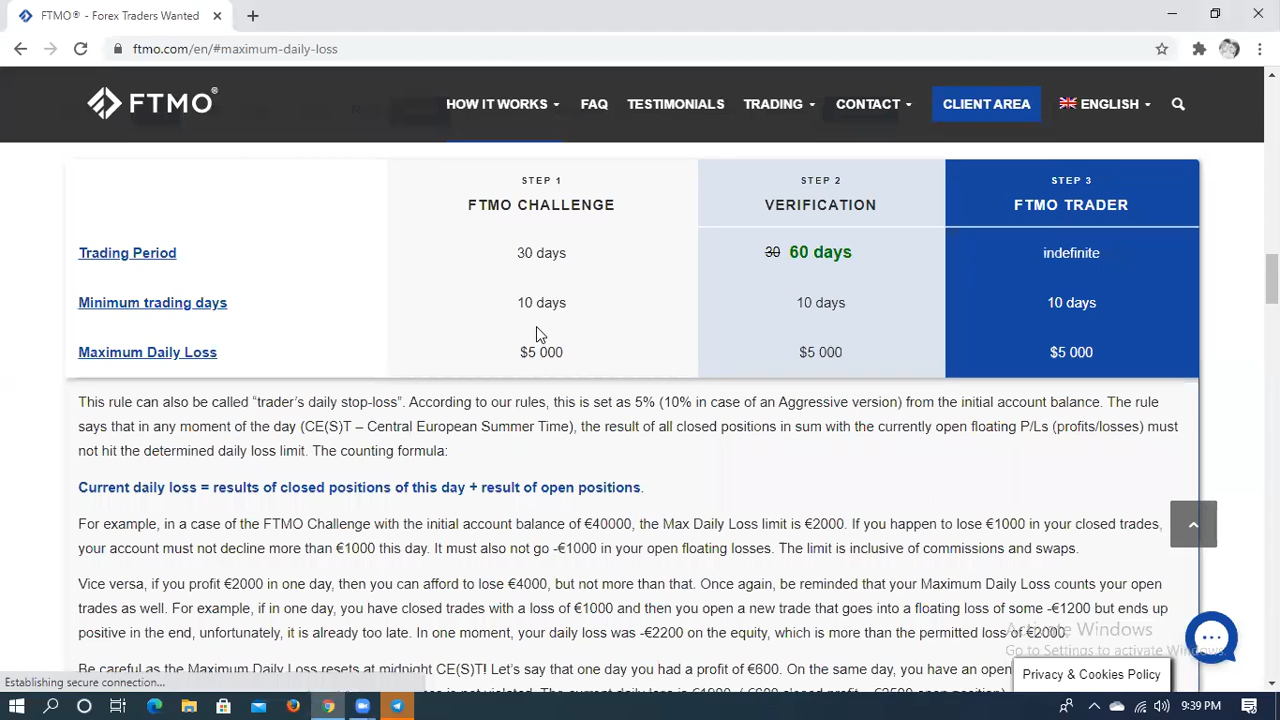 FTMO® - Forex Traders Wanted
ftmo.com/en/#maximum-daily-loss
FTMO®
HOW IT WORKS
FAQ
TESTIMONIALS
TRADING
CONTACT
CLIENT AREA
ENGLISH
STEP 1
FTMO CHALLENGE
STEP 2
VERIFICATION
STEP 3
FTMO TRADER
Trading Period
30 days
30 60 days
indefinite
Minimum trading days
10 days
10 days
10 days
Maximum Daily Loss
$5 000
$5 000
$5 000
This rule can also be called “trader’s daily stop-loss”. According to our rules, this is set as 5% (10% in case of an Aggressive version) from the initial account balance. The rule
says that in any moment of the day (CE(S)T – Central European Summer Time), the result of all closed positions in sum with the currently open floating P/Ls (profits/losses) must
not hit the determined daily loss limit. The counting formula:
Current daily loss = results of closed positions of this day + result of open positions.
For example, in a case of the FTMO Challenge with the initial account balance of €40000, the Max Daily Loss limit is €2000. If you happen to lose €1000 in your closed trades,
your account must not decline more than €1000 this day. It must also not go -€1000 in your open floating losses. The limit is inclusive of commissions and swaps.
Vice versa, if you profit €2000 in one day, then you can afford to lose €4000, but not more than that. Once again, be reminded that your Maximum Daily Loss counts your open
trades as well. For example, if in one day, you have closed trades with a loss of €1000 and then you open a new trade that goes into a floating loss of some -€1200 but ends up
positive in the end, unfortunately, it is already too late. In one moment, your daily loss was -€2200 on the equity, which is more than the permitted loss of €2000.
Activate Windows
Go to Settings to activate Windows.
Be careful as the Maximum Daily Loss resets at midnight CE(S)T! Let’s say that one day you had a profit of €600. On the same day, you have an open
Privacy & Cookies Policy
Establishing secure connection...
9:39 PM